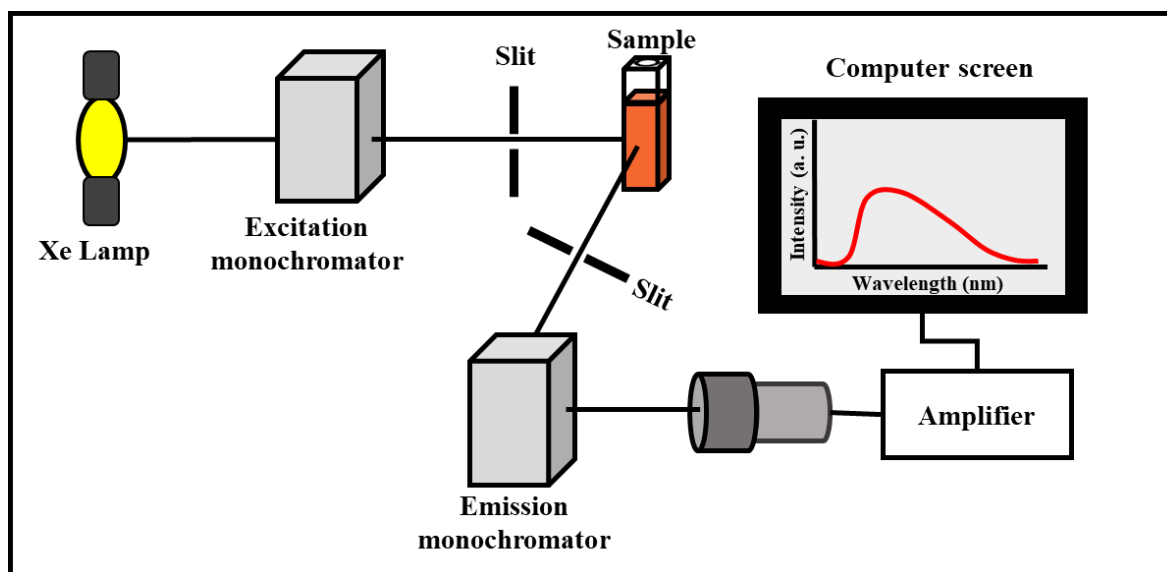 Slit
Sample
Computer screen
Intensity (a. u.)
Wavelength (nm)
Xe Lamp
Excitation
monochromator
Slit
Amplifier
Emission
monochromator